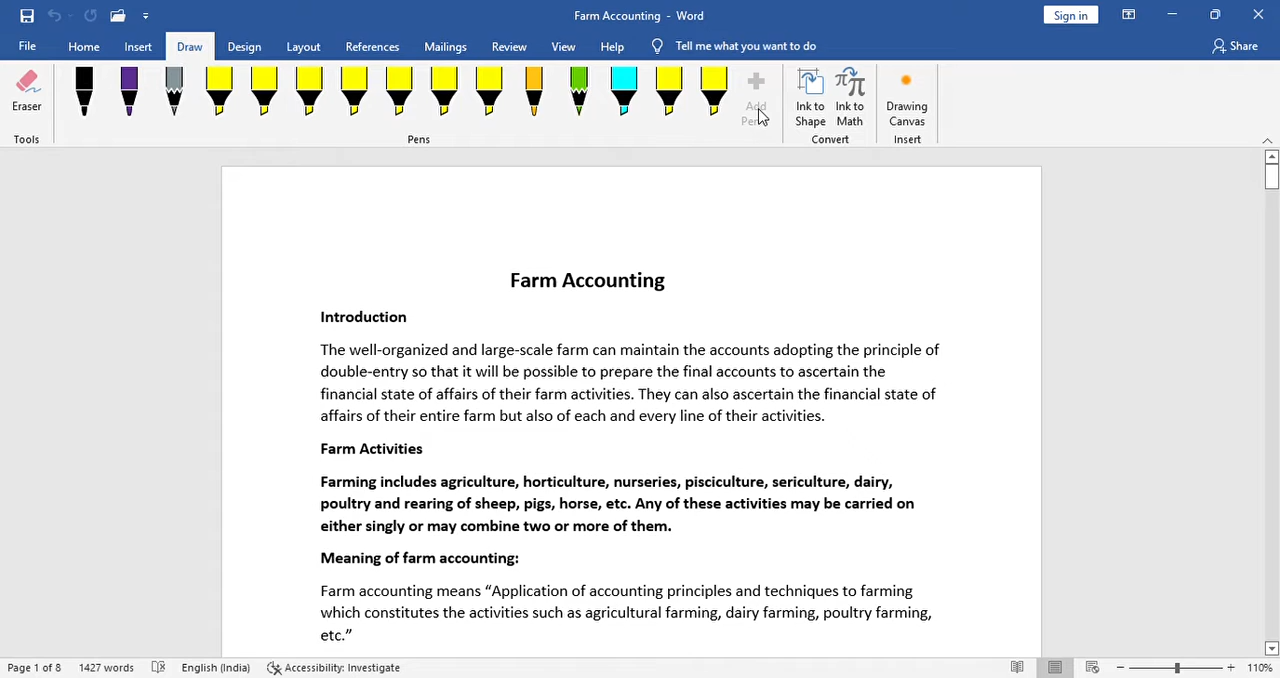 Farm Accounting - Word
Sign in
File Home Insert Draw Design Layout References Mailings Review View Help Tell me what you want to do Share
Eraser
Add
Ink to Shape
Ink to Math
Drawing Canvas
Tools Pens Convert Insert
Farm Accounting
Introduction
The well-organized and large-scale farm can maintain the accounts adopting the principle of
double-entry so that it will be possible to prepare the final accounts to ascertain the
financial state of affairs of their farm activities. They can also ascertain the financial state of
affairs of their entire farm but also of each and every line of their activities.
Farm Activities
Farming includes agriculture, horticulture, nurseries, pisciculture, sericulture, dairy,
poultry and rearing of sheep, pigs, horse, etc. Any of these activities may be carried on
either singly or may combine two or more of them.
Meaning of farm accounting:
Farm accounting means “Application of accounting principles and techniques to farming
which constitutes the activities such as agricultural farming, dairy farming, poultry farming,
etc.”
Page 1 of 8 1427 words English (India) Accessibility: Investigate 110%